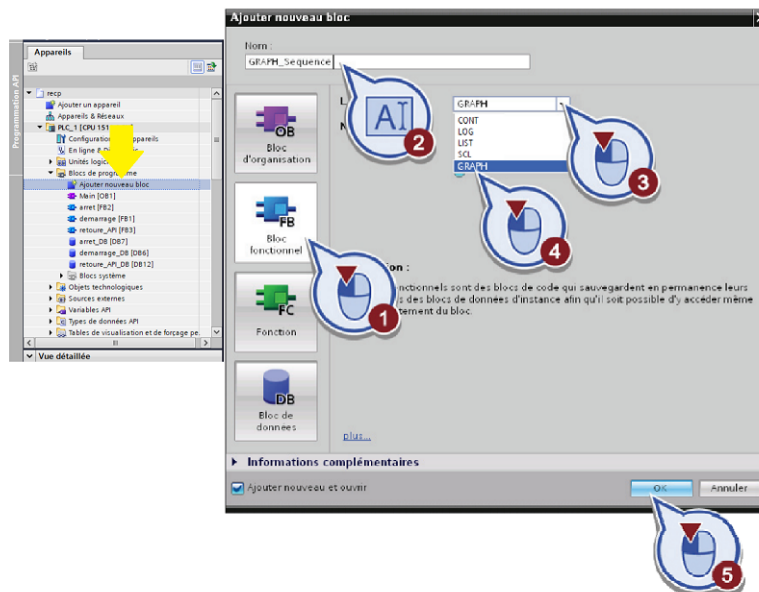 Ajouter nouveau bloc
Appareils
Programmation API
recp
Ajouter un appareil
Appareils & Réseaux
PLC_1 [CPU 151
Configuration appareils
En ligne &
Unités logic
Blocs de programme
Ajouter nouveau bloc
Main [OB1]
arret [FB2]
demarrage [FB1]
retoure_API [FB3]
arret_DB [DB7]
demarrage_DB [DB6]
retoure_API_DB [DB12]
Blocs système
Objets technologiques
Sources externes
Variables API
Types de données API
Tables de visualisation et de forçage pe.
Vue détaillée
Nom :
GRAPH_Sequence
OB
Bloc
d'organisation
FB
Bloc
fonctionnel
FC
Fonction
DB
Bloc de
donnees
L
N
GRAPH
CONT
LOG
LIST
SCL
GRAPH
AI
2
3
4
1
ion :
nctionnels sont des blocs de code qui sauvegardent en permanence leurs
s des blocs de données d'instance afin qu'il soit possible d'y accéder même
tement du bloc.
plus...
Informations complémentaires
Ajouter nouveau et ouvrir
OK
Annuler
5